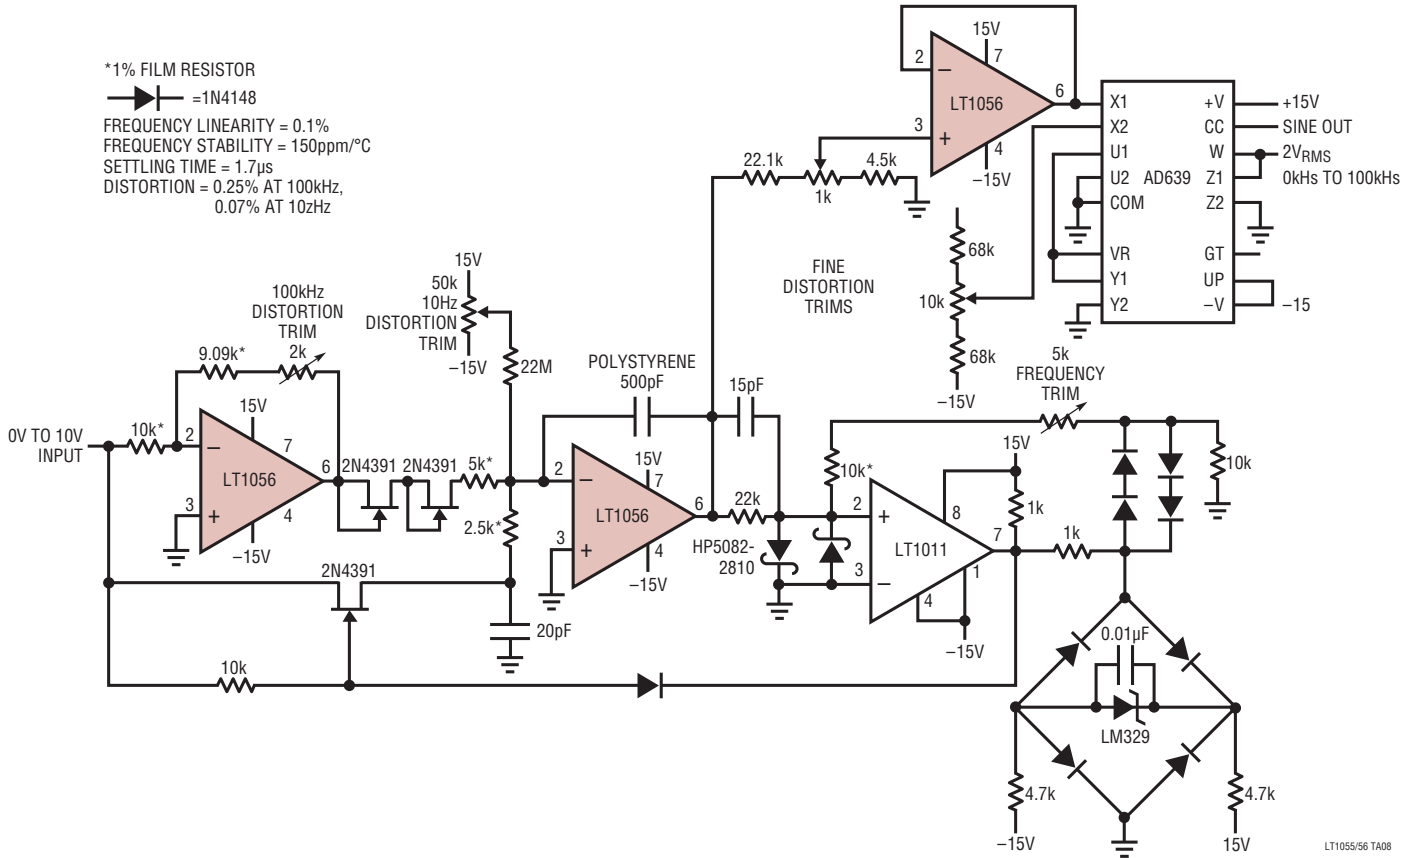 *1% FILM RESISTOR
=1N4148
FREQUENCY LINEARITY = 0.1%
FREQUENCY STABILITY = 150ppm/°C
SETTLING TIME = 1.7µs
DISTORTION = 0.25% AT 100kHz,
0.07% AT 10zHz
15V
2
7
–
LT1056
6
3
+
4
–15V
22.1k
1k
4.5k
X1
X2
U1
U2
COM
VR
Y1
Y2
AD639
+V
CC
W
Z1
Z2
GT
UP
–V
+15V
SINE OUT
2VRMS
0kHs TO 100kHs
–15
68k
10k
68k
–15V
FINE
DISTORTION
TRIMS
15V
50k
10Hz
DISTORTION
TRIM
–15V
22M
100kHz
DISTORTION
TRIM
2k
9.09k*
0V TO 10V
INPUT
10k*
15V
2
–
7
LT1056
6
3
+
4
–15V
2N4391
2N4391
5k*
2.5k*
2N4391
20pF
10k
POLYSTYRENE
500pF
15pF
15V
2
–
7
LT1056
6
3
+
4
–15V
22k
HP5082-
2810
10k*
5k
FREQUENCY
TRIM
2
+
LT1011
3
–
8
7
1
4
–15V
15V
1k
1k
10k
0.01µF
LM329
4.7k
–15V
4.7k
15V
LT1055/56 TA08